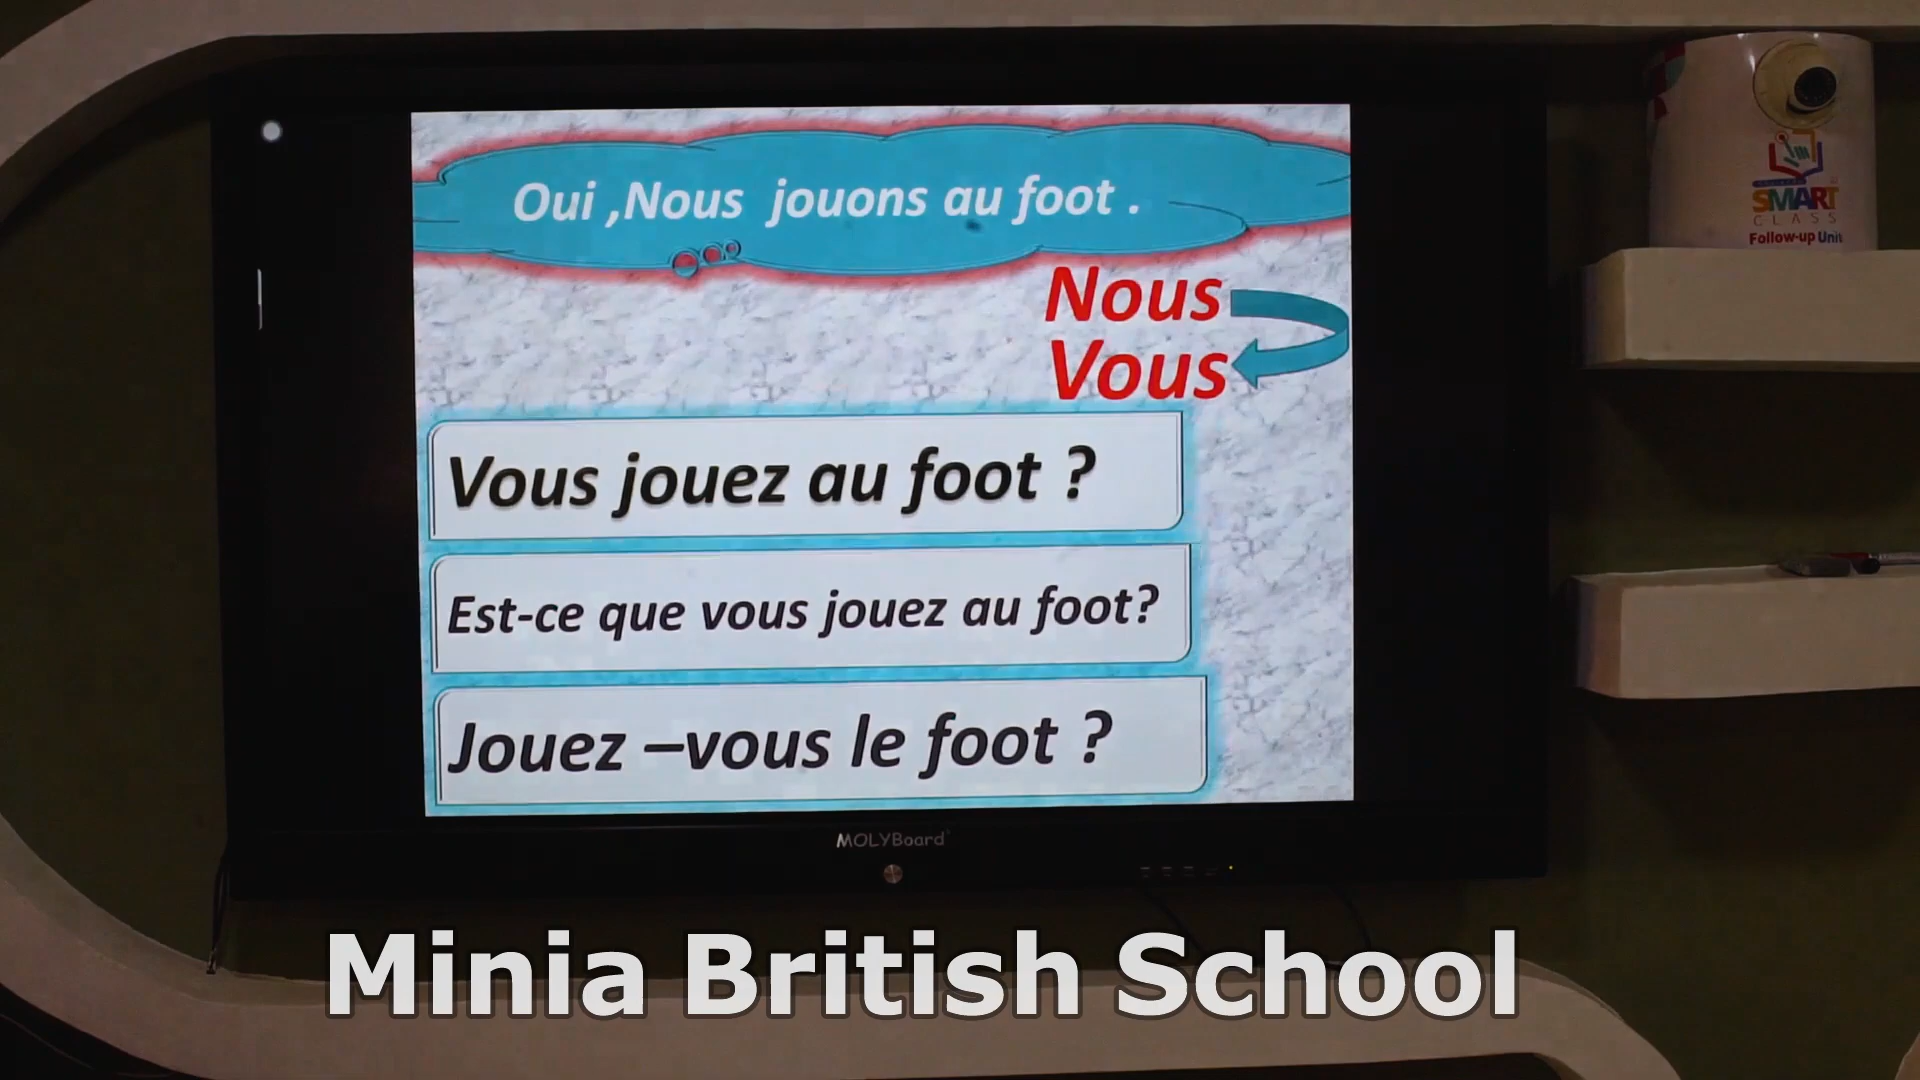 Oui ,Nous jouons au foot .
Nous
Vous
Vous jouez au foot ?
Est-ce que vous jouez au foot?
Jouez –vous le foot ?
SMART
CLASS
Follow-up Unit
MOLYBoard
Minia British School